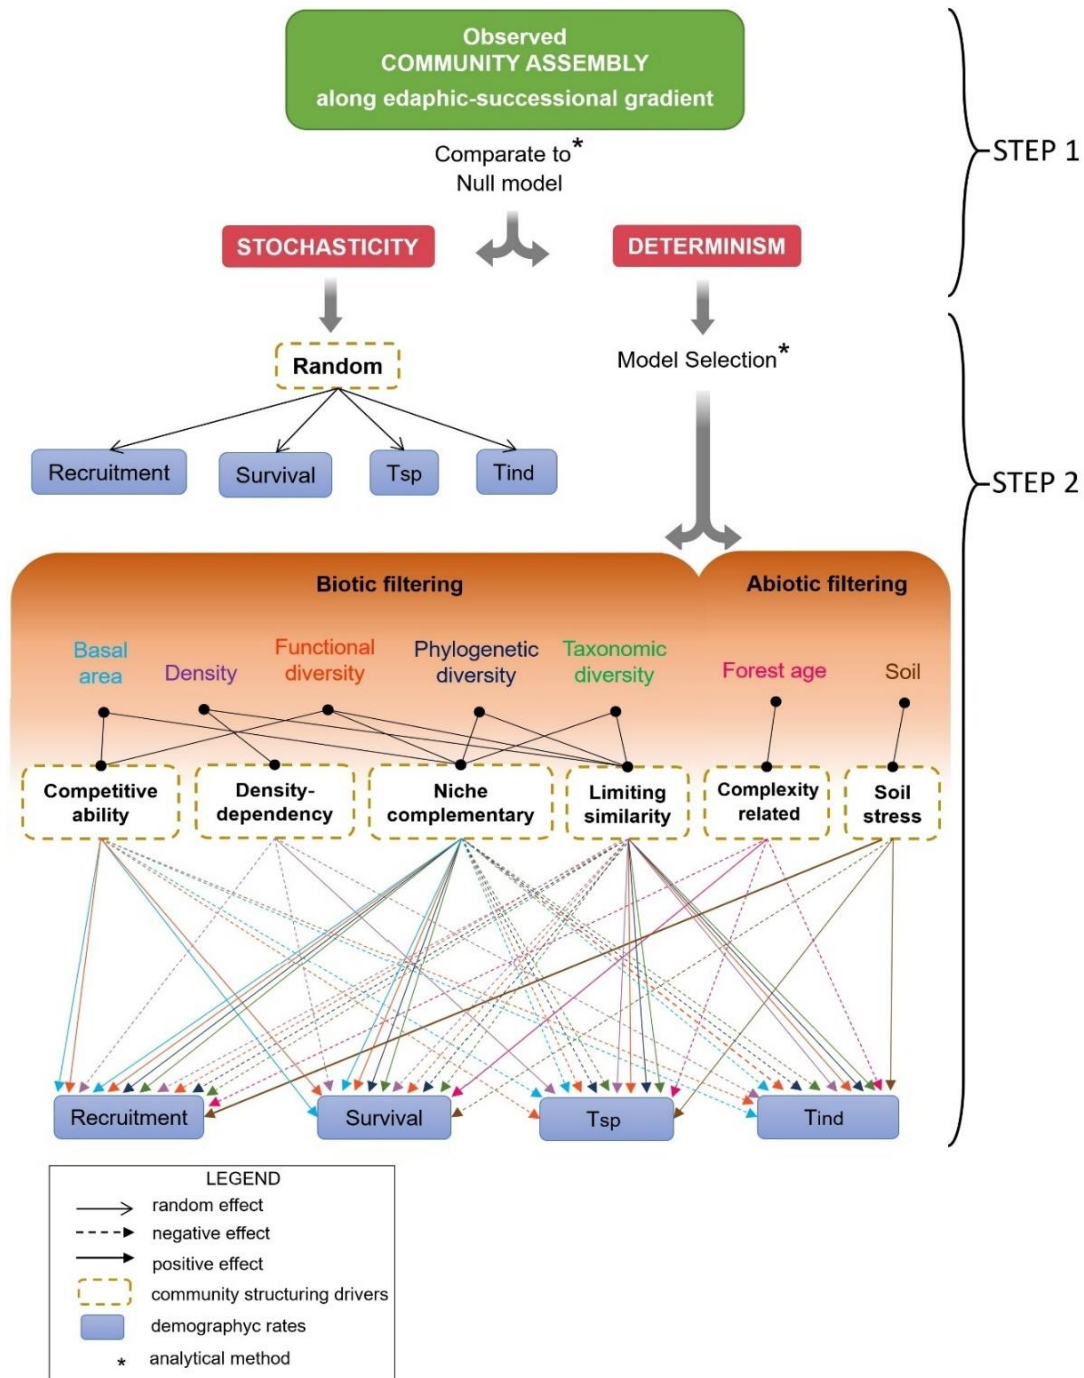 Observed
COMMUNITY ASSEMBLY
along edaphic-successional gradient
Comparate to*
Null model
STEP 1
STOCHASTICITY
DETERMINISM
Random
Model Selection*
Recruitment
Survival
Tsp
Tind
STEP 2
Biotic filtering
Abiotic filtering
Basal
area
Density
Functional
diversity
Phylogenetic
diversity
Taxonomic
diversity
Forest age
Soil
Competitive
ability
Density-
dependency
Niche
complementary
Limiting
similarity
Complexity
related
Soil
stress
Recruitment
Survival
Tsp
Tind
LEGEND
random effect
negative effect
positive effect
community structuring drivers
demographyc rates
* analytical method